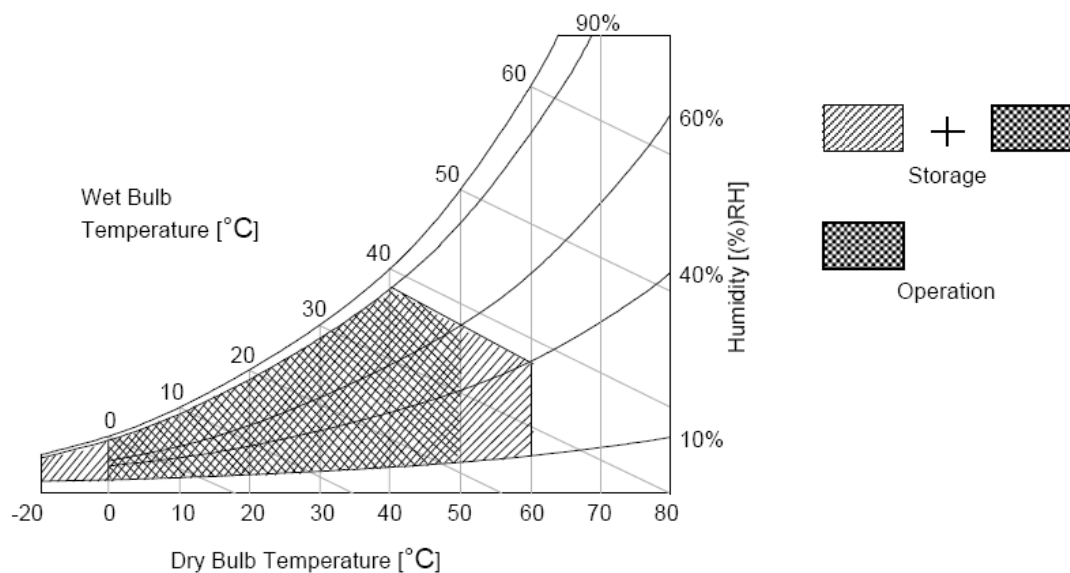 90%
60
60%
50
Wet Bulb
Temperature [°C]
Storage
40
40%
30
Operation
20
10
0
10%
Humidity [(%)RH]
-20 0 10 20 30 40 50 60 70 80
Dry Bulb Temperature [°C]